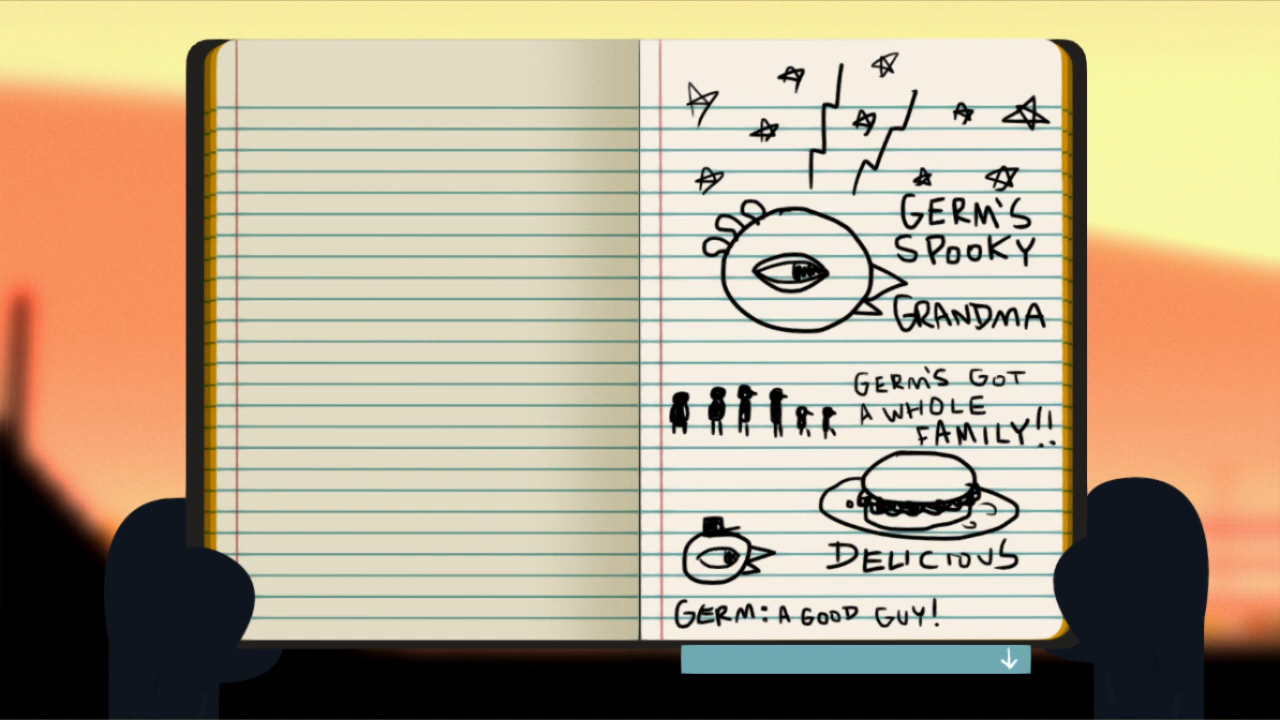 GERM'S
SPOOKY
GRANDMA
GERM'S GOT
A WHOLE
FAMILY!!
DELICIOUS
GERM: A GOOD GUY!